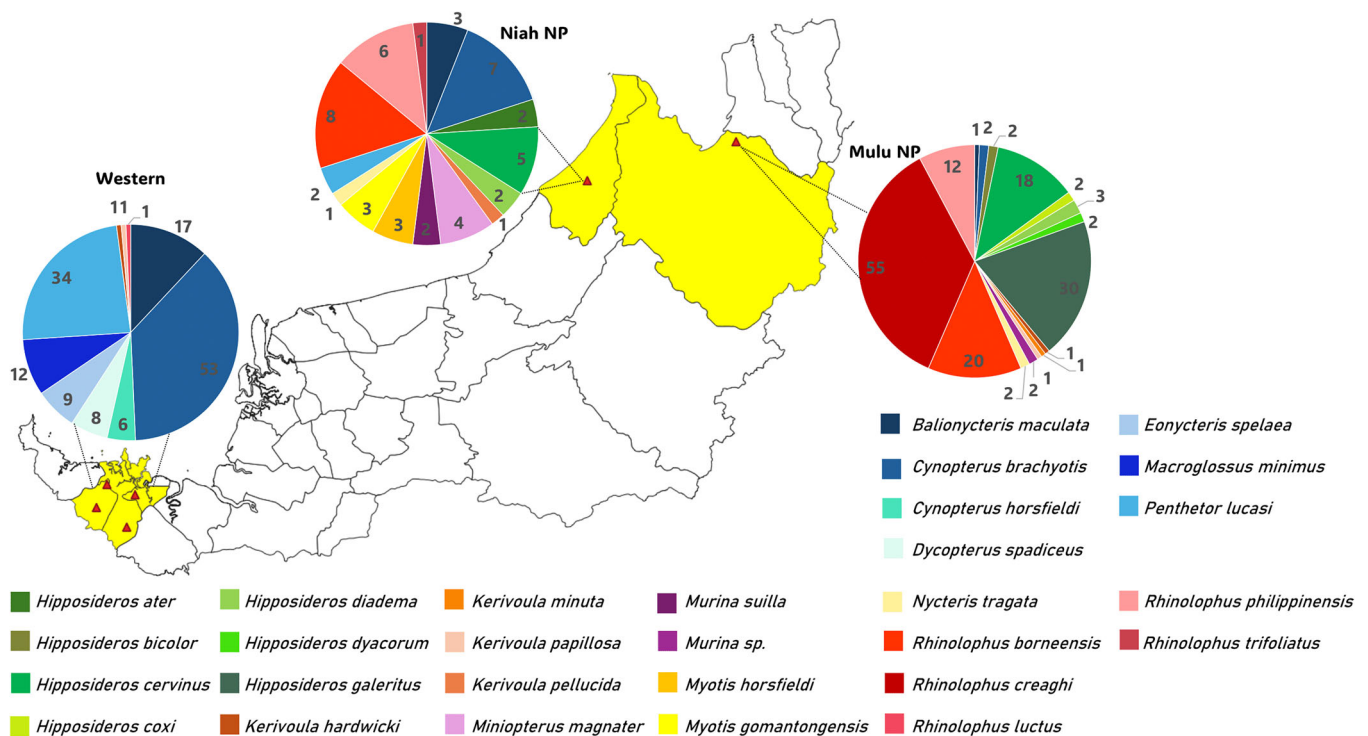 Niah NP
3
7
2
5
2
1
4
2
3
3
1
2
8
6
1
Mulu NP
12
2
18
2
3
2
30
1
1
1
2
2
20
55
12
Western
11
1
17
53
6
8
9
12
34
Balionycteris maculata
Eonycteris spelaea
Cynopterus brachyotis
Macroglossus minimus
Cynopterus horsfieldi
Penthetor lucasi
Dycopterus spadiceus
Hipposideros ater
Hipposideros diadema
Kerivoula minuta
Murina suilla
Nycteris tragata
Rhinolophus philippinensis
Hipposideros bicolor
Hipposideros dyacorum
Kerivoula papillosa
Murina sp.
Rhinolophus borneensis
Rhinolophus trifoliatus
Hipposideros cervinus
Hipposideros galeritus
Kerivoula pellucida
Myotis horsfieldi
Rhinolophus creaghi
Hipposideros coxi
Kerivoula hardwicki
Miniopterus magnater
Myotis gomantongensis
Rhinolophus luctus